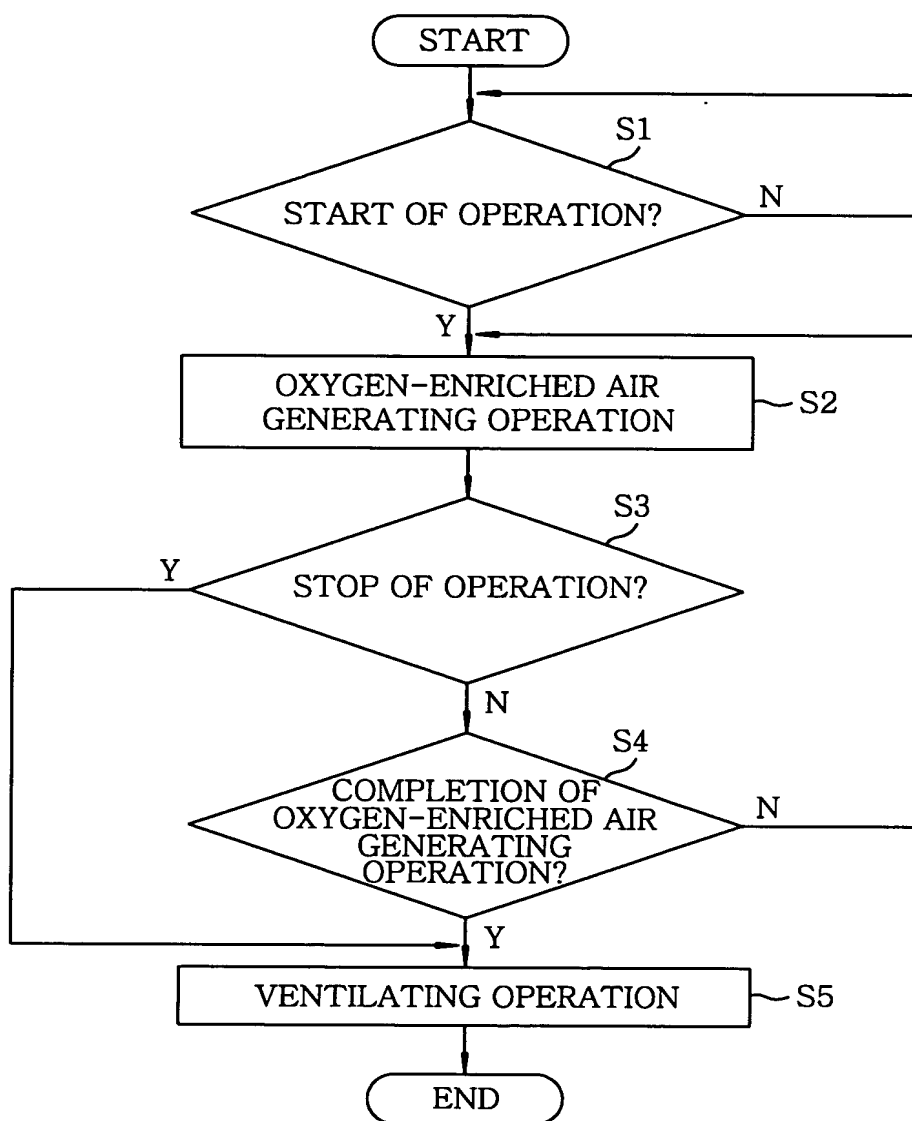 START
S1
START OF OPERATION?
N
Y
OXYGEN-ENRICHED AIR
GENERATING OPERATION
S2
S3
Y
STOP OF OPERATION?
N
S4
COMPLETION OF
OXYGEN-ENRICHED AIR
GENERATING
OPERATION?
N
Y
VENTILATING OPERATION
S5
END